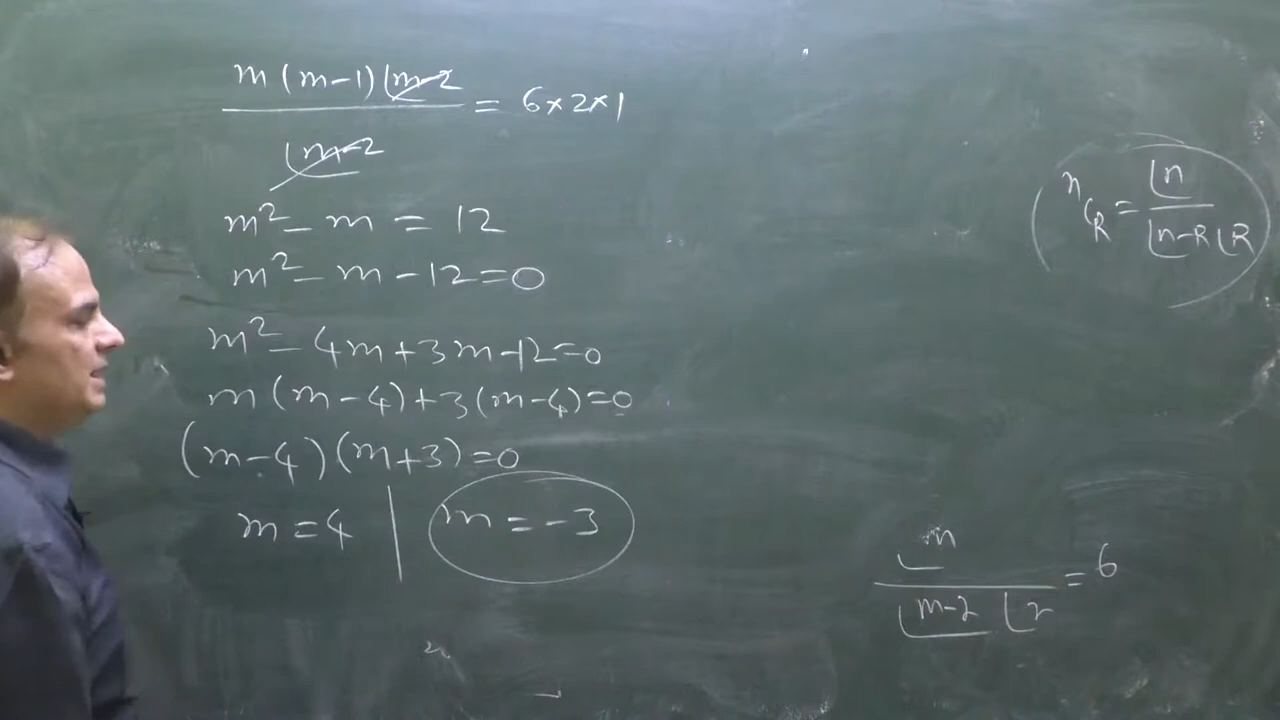 m (m-1) ⌊m-2
⌊m-2
= 6×2×1
m² - m = 12
m² - m - 12 = 0
m² - 4m + 3m - 12 = 0
m (m - 4) + 3 (m - 4) = 0
(m - 4) (m + 3) = 0
m = 4 | m = -3
ⁿC_R = ⌊n
⌊n-R ⌊R
⌊m
⌊m-2 ⌊2
= 6